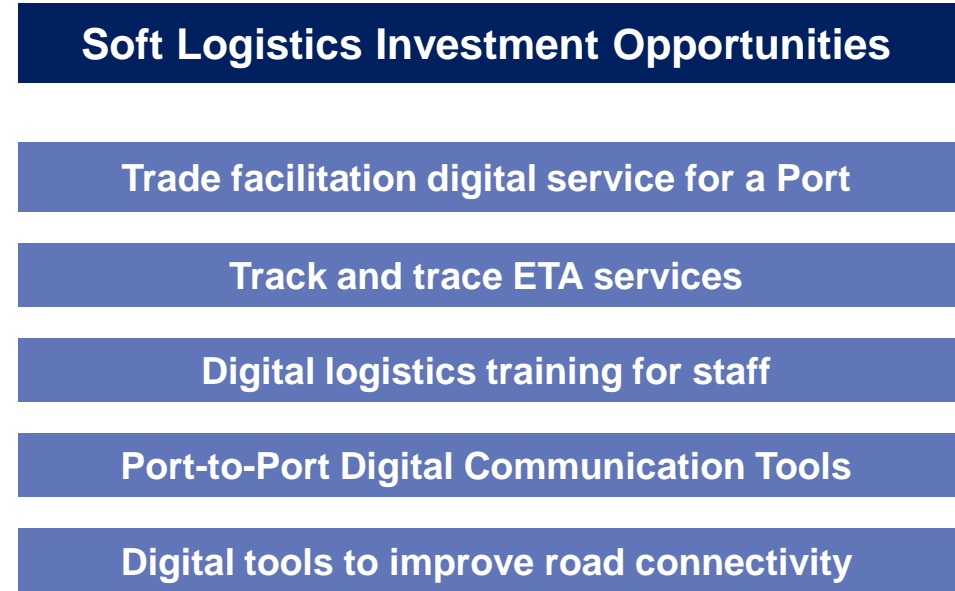 Soft Logistics Investment Opportunities
Trade facilitation digital service for a Port
Track and trace ETA services
Digital logistics training for staff
Port-to-Port Digital Communication Tools
Digital tools to improve road connectivity